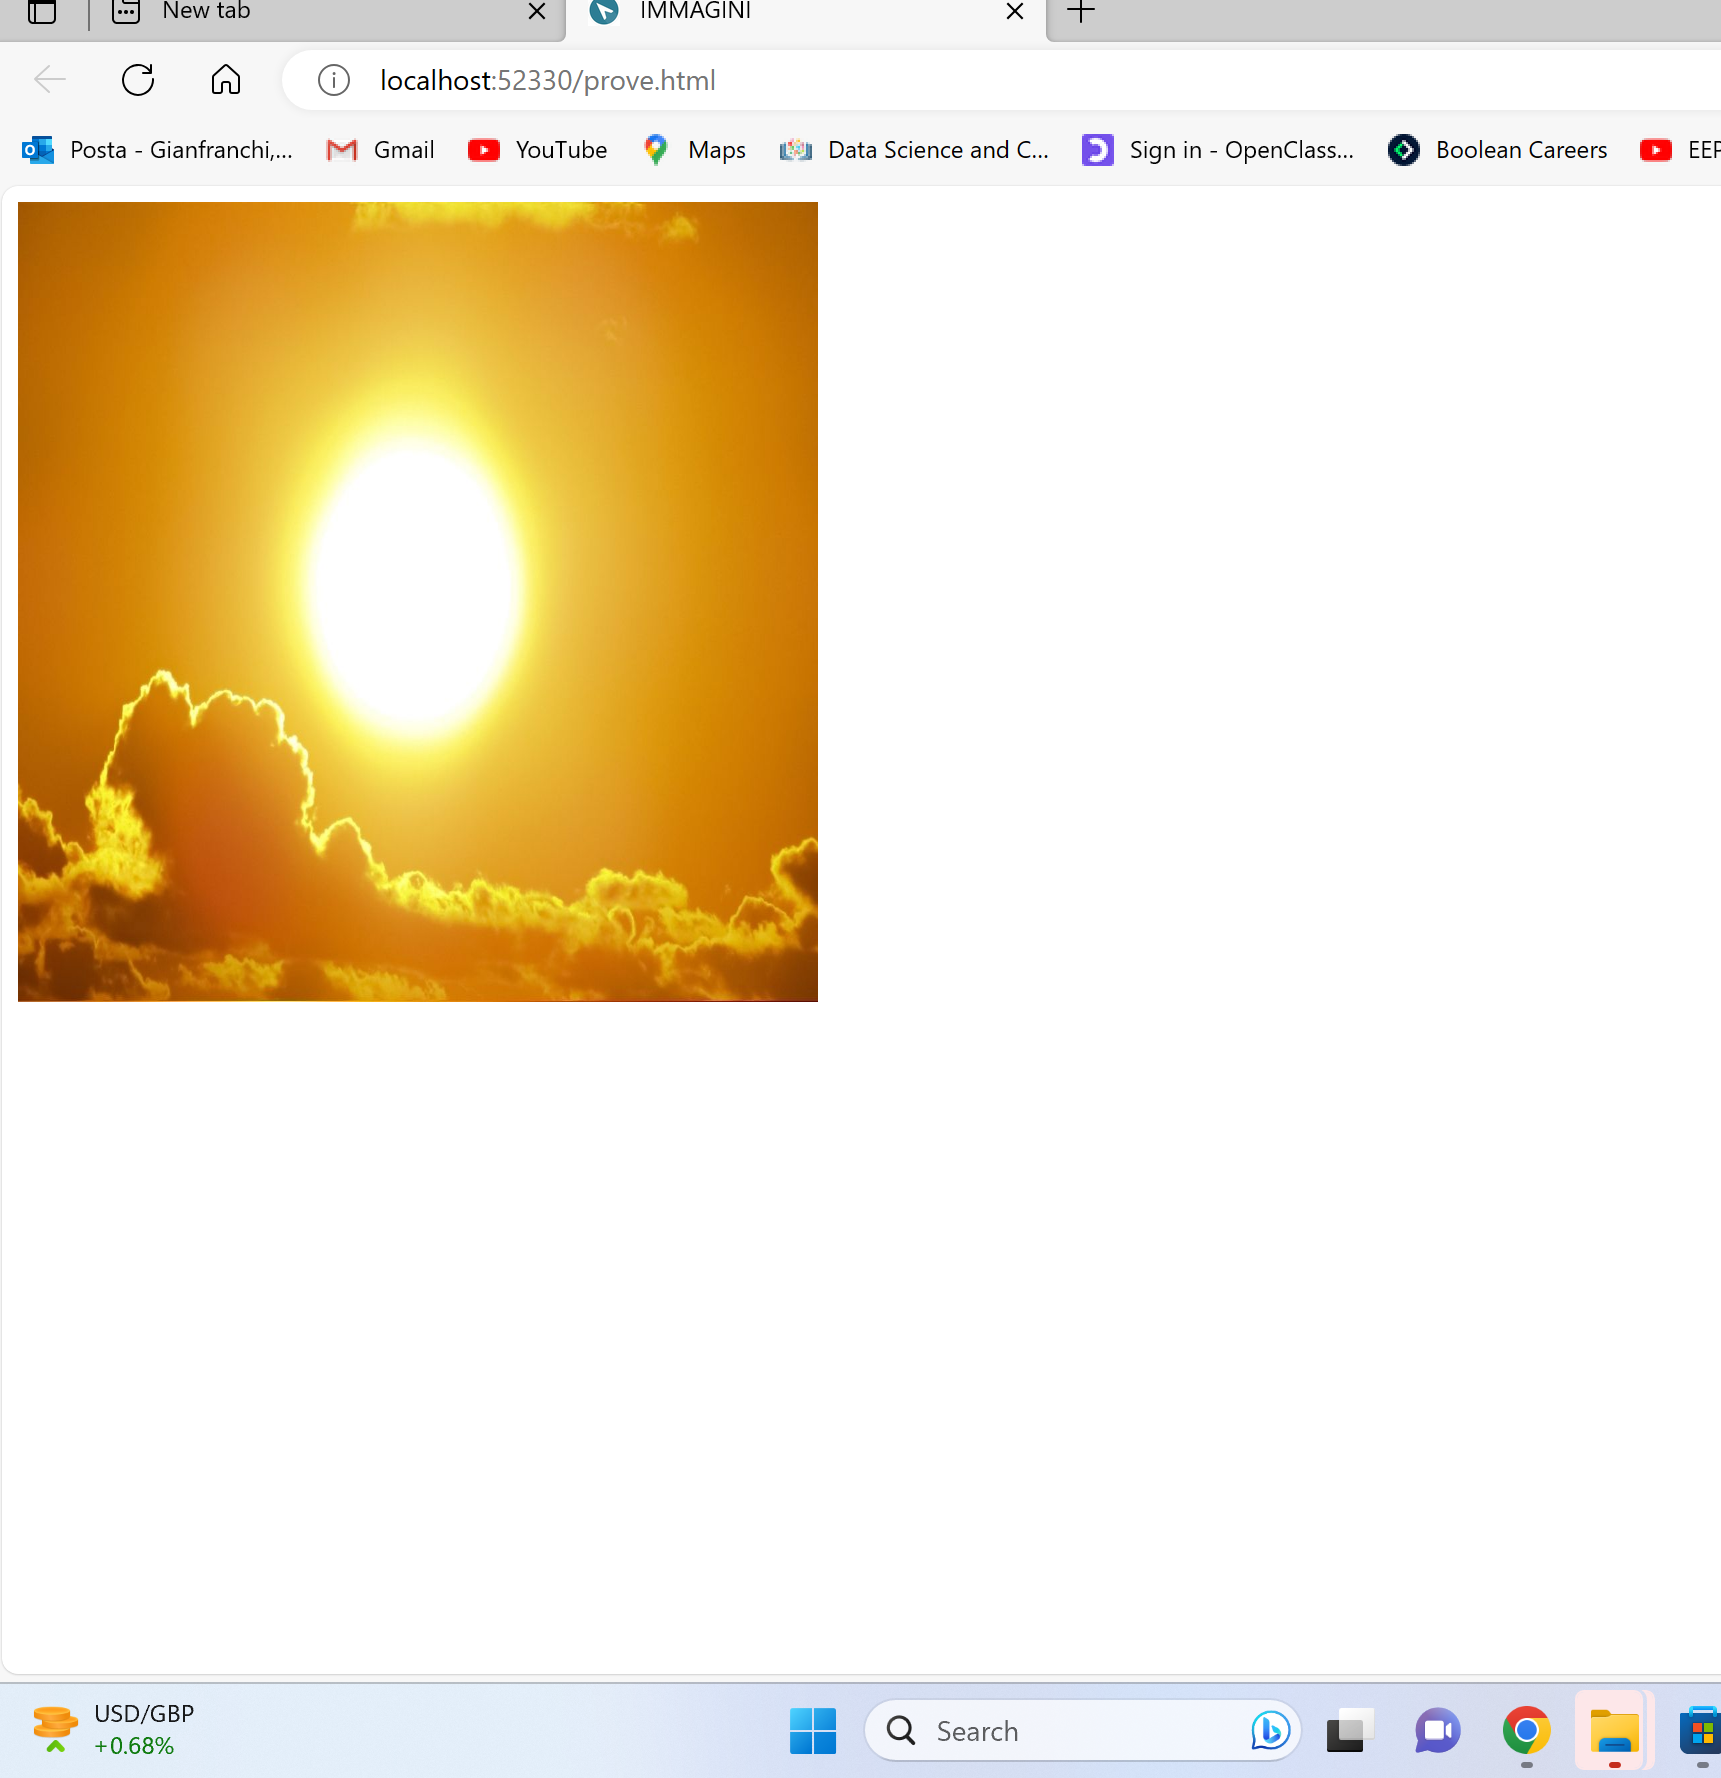 New tab
IMMAGINI
localhost:52330/prove.html
Posta - Gianfranchi,... Gmail YouTube Maps Data Science and C... Sign in - OpenClass... Boolean Careers EEP
USD/GBP
+0.68%
Search